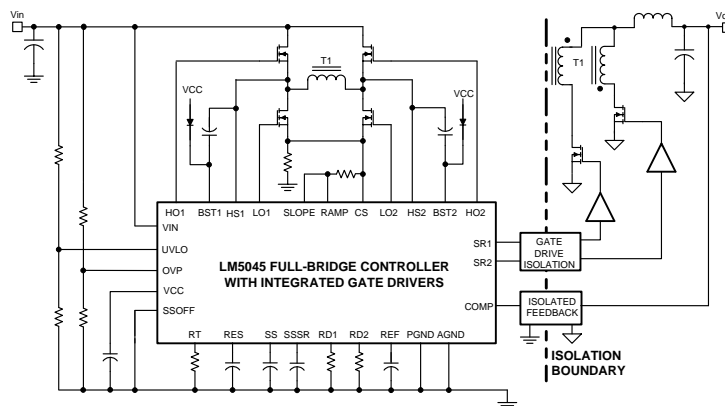 Vin
T1
VCC
VCC
T1
HO1
BST1
HS1
LO1
SLOPE
RAMP
CS
LO2
HS2
BST2
HO2
VIN
UVLO
OVP
VCC
SSOFF
LM5045 FULL-BRIDGE CONTROLLER
WITH INTEGRATED GATE DRIVERS
SR1
SR2
COMP
GATE
DRIVE
ISOLATION
ISOLATED
FEEDBACK
RT
RES
SS
SSSR
RD1
RD2
REF
PGND
AGND
ISOLATION
BOUNDARY